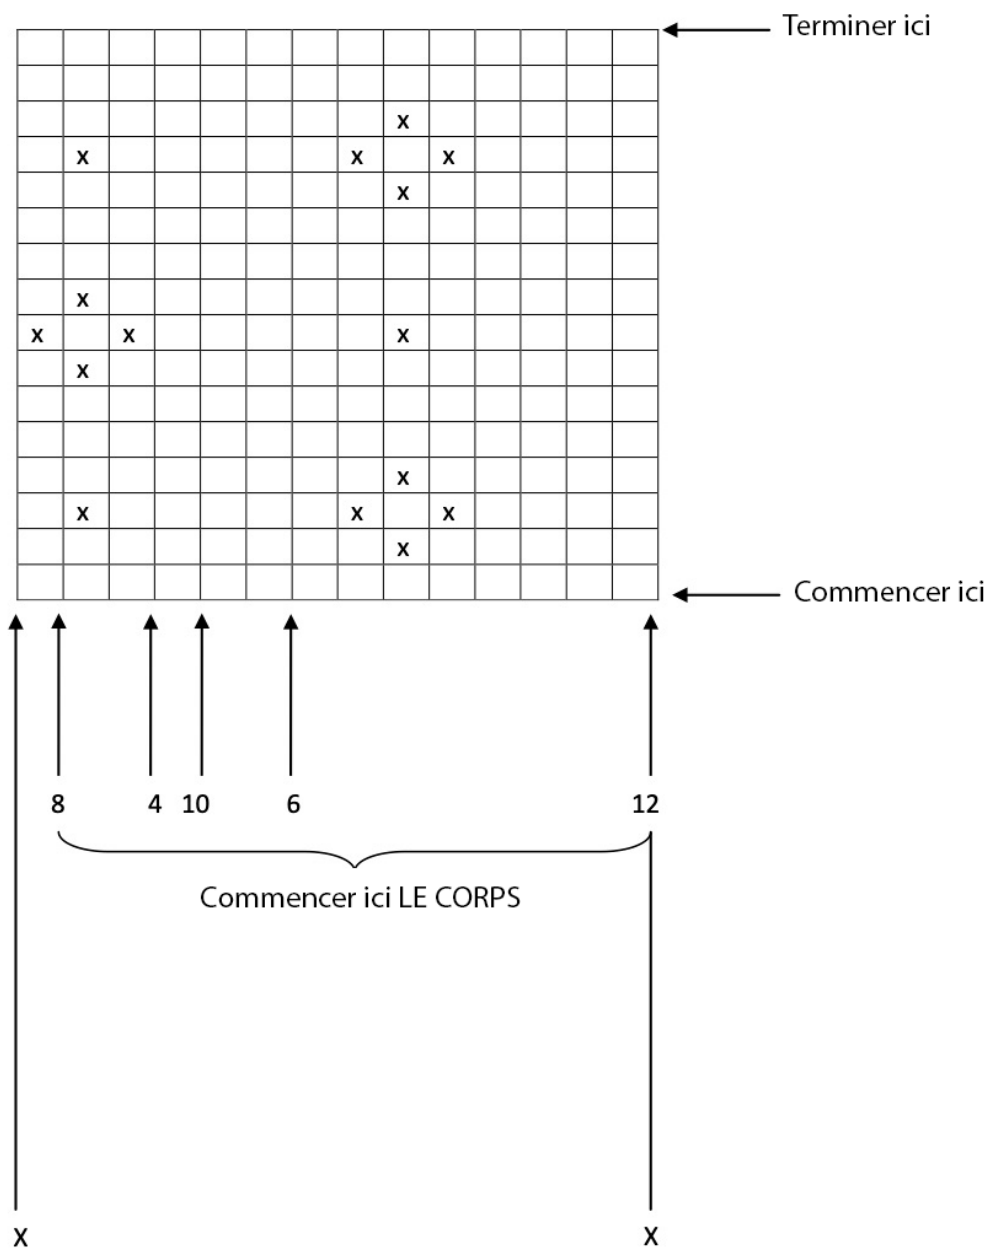 Terminer ici
x
x x x
x
x
x x x
x
x
x x x
x
Commencer ici
8 4 10 6 12
Commencer ici LE CORPS
X X